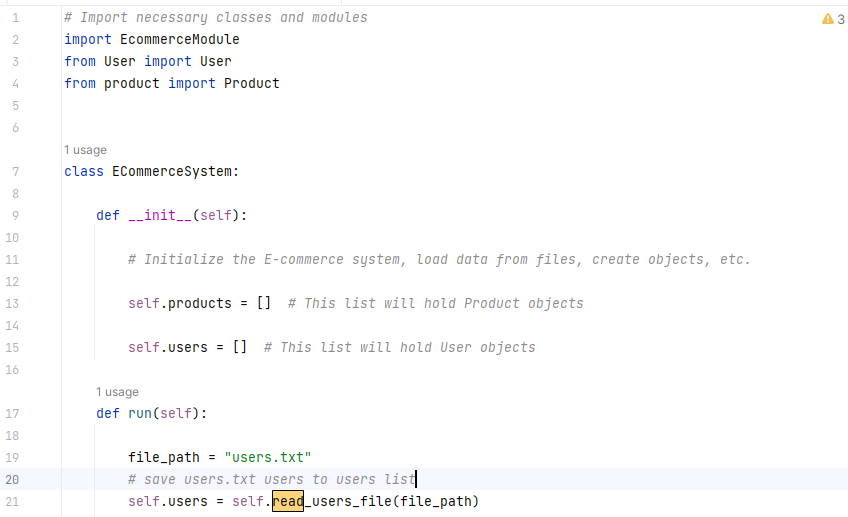 1 # Import necessary classes and modules
3
2 import EcommerceModule
3 from User import User
4 from product import Product
5
6
1 usage
7 class ECommerceSystem:
8
9 def __init__(self):
10
11 # Initialize the E-commerce system, load data from files, create objects, etc.
12
13 self.products = []  # This list will hold Product objects
14
15 self.users = []  # This list will hold User objects
16
1 usage
17 def run(self):
18
19 file_path = "users.txt"
20 # save users.txt users to users list
21 self.users = self.read_users_file(file_path)